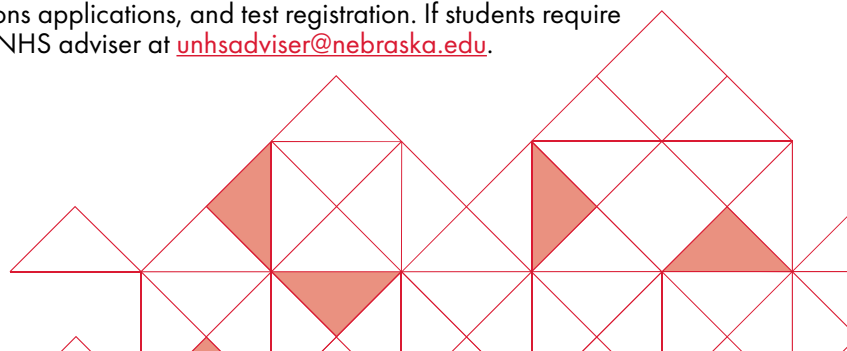 ons applications, and test registration. If students require
NHS adviser at unhsadviser@nebraska.edu.